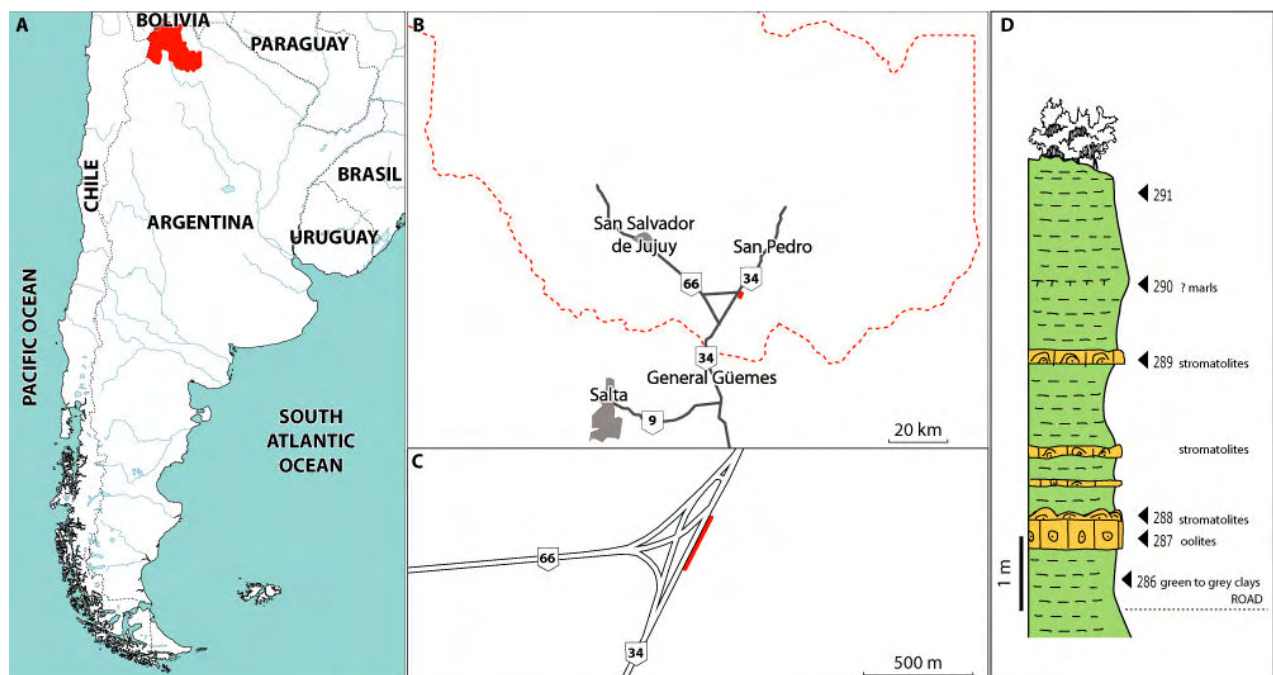 A
BOLIVIA
PARAGUAY
CHILE
BRASIL
ARGENTINA
URUGUAY
PACIFIC OCEAN
SOUTH
ATLANTIC
OCEAN
B
San Salvador
de Jujuy
San Pedro
66
34
34
General Güemes
Salta
9
20 km
C
66
34
500 m
D
291
290 ? marls
289 stromatolites
stromatolites
288 stromatolites
287 oolites
286 green to grey clays
ROAD
1 m